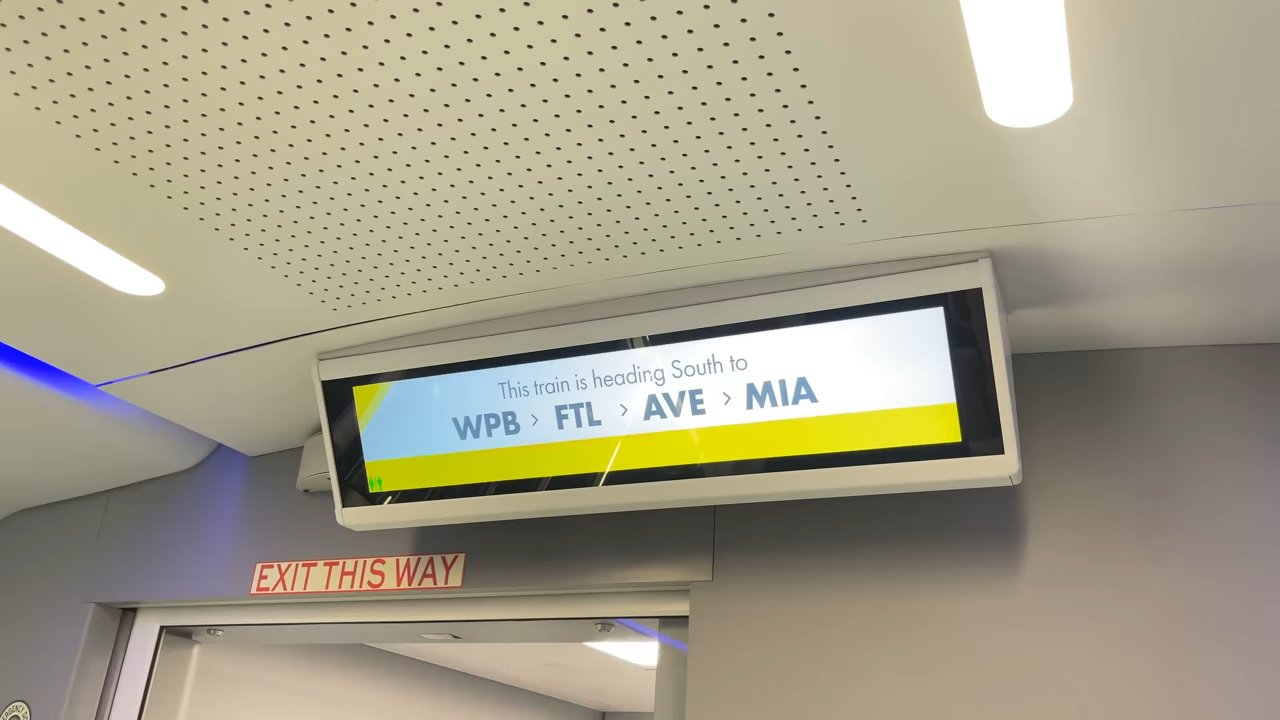 This train is heading South to
WPB > FTL > AVE > MIA
EXIT THIS WAY